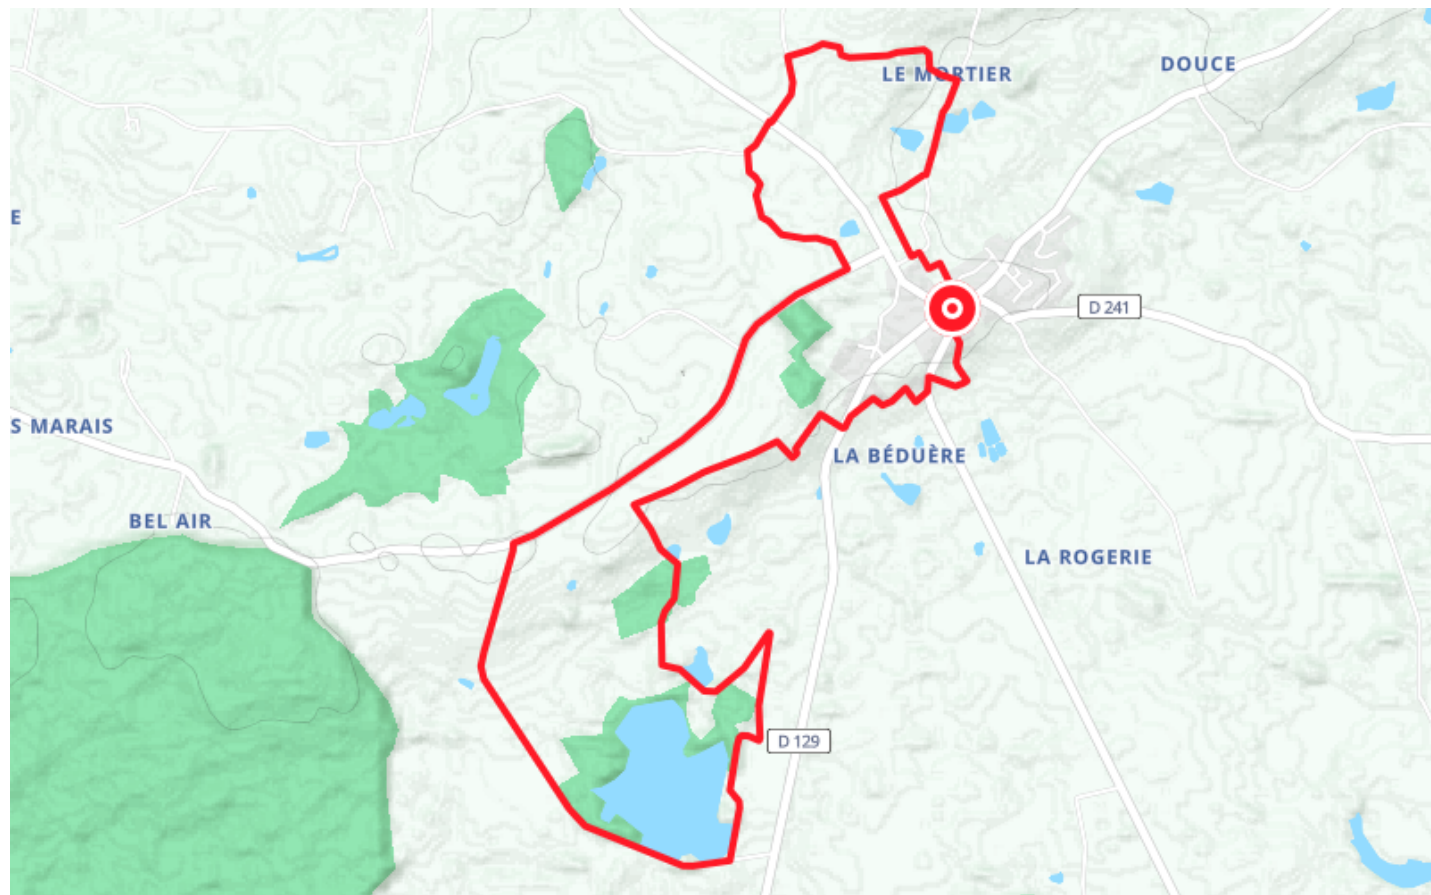 DOUCE
LE MORTIER
E
D 241
S MARAIS
LA BÉDUÈRE
BEL AIR
LA ROGERIE
D 129